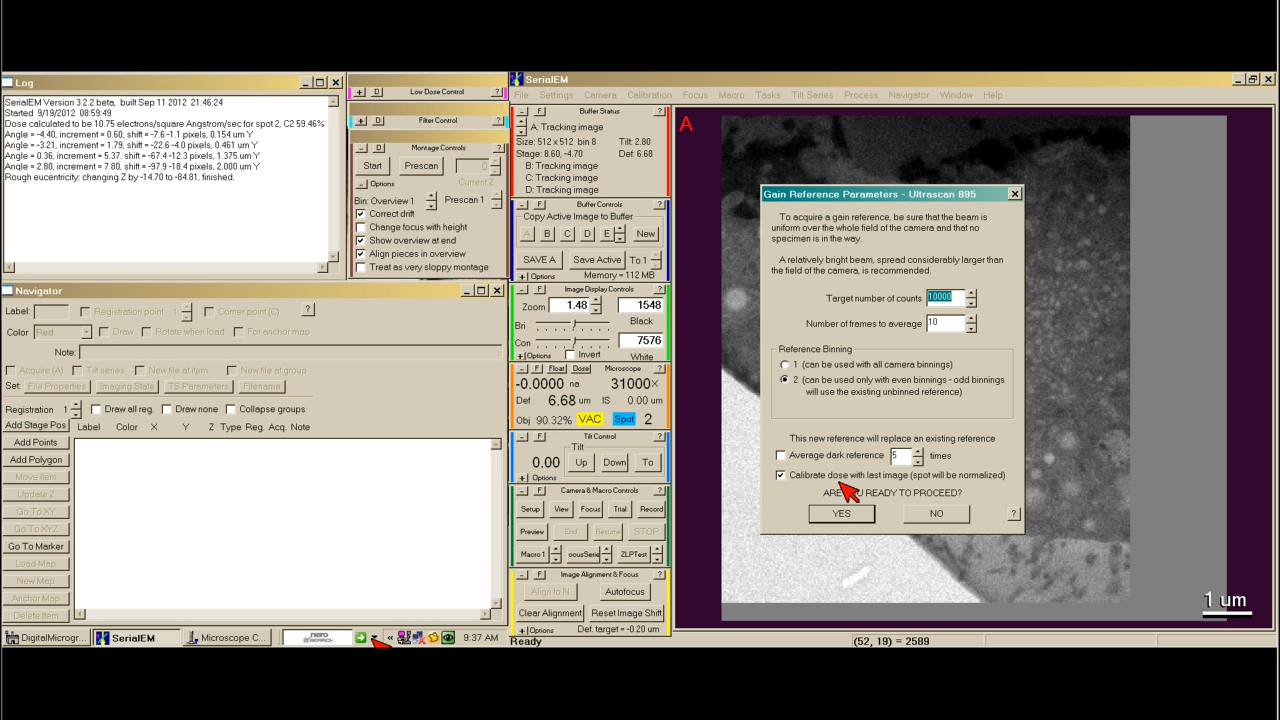 Log
SerialEM Version 3.2.2 beta, built Sep 11 2012 21:46:24
Started 9/19/2012 08:59:49
Dose calculated to be 10.75 electrons/square Angstrom/sec for spot 2, C2 59.46%
Angle = -4.40, increment = 0.60, shift = -7.6 -1.1 pixels, 0.154 um Y
Angle = -3.21, increment = 1.79, shift = -22.6 -4.0 pixels, 0.461 um Y
Angle = 0.36, increment = 5.37, shift = -67.4 -12.3 pixels, 1.375 um Y
Angle = 2.80, increment = 7.80, shift = -97.9 -18.4 pixels, 2.000 um Y
Rough eucentricity: changing Z by -14.70 to -84.81, finished.
Navigator
Label: Registration point 1 Corner point (C) ?
Color Red Draw Rotate when load For anchor map
Note:
Acquire (A) Tilt series New file at item New file at group
Set: File Properties Imaging State TS Parameters Filename
Registration 1 Draw all reg. Draw none Collapse groups
Add Stage Pos Label Color X Y Z Type Reg. Acq. Note
Add Points
Add Polygon
Move Item
Update Z
Go To XY
Go To XYZ
Go To Marker
Load Map
New Map
Anchor Map
Delete Item
+ D Low Dose Control ?
+ D Filter Control ?
- D Montage Controls ?
Start Prescan 0
- Options Current Z
Bin: Overview 1 Prescan 1
Correct drift
Change focus with height
Show overview at end
Align pieces in overview
Treat as very sloppy montage
SerialEM
File Settings Camera Calibration Focus Macro Tasks Tilt Series Process Navigator Window Help
- F Buffer Status ?
A: Tracking image
Size: 512 x 512 bin 8 Tilt: 2.80
Stage: 8.60, -4.70 Def: 6.68
B: Tracking image
C: Tracking image
D: Tracking image
- F Buffer Controls ?
Copy Active Image to Buffer
A B C D E New
SAVE A Save Active To 1
+ Options Memory = 112 MB
- F Image Display Controls ?
Zoom 1.48 1548
Bri Black
Con 7576
+ Options Invert White
- F Float Dose Microscope ?
-0.0000 na 31000×
Def 6.68 um IS 0.00 um
Obj 90.32% VAC Spot 2
- F Tilt Control ?
Tilt
0.00 Up Down To
+ Options
- F Camera & Macro Controls ?
Setup View Focus Trial Record
Preview End Resume STOP
Macro 1 ocusSerie ZLPTest
- F Image Alignment & Focus ?
Align to N Autofocus
Clear Alignment Reset Image Shift
+ Options Def. target = -0.20 um
A
Gain Reference Parameters - Ultrascan 895
To acquire a gain reference, be sure that the beam is
uniform over the whole field of the camera and that no
specimen is in the way.
A relatively bright beam, spread considerably larger than
the field of the camera, is recommended.
Target number of counts 10000
Number of frames to average 10
Reference Binning
1 (can be used with all camera binnings)
2 (can be used only with even binnings - odd binnings
will use the existing unbinned reference)
This new reference will replace an existing reference
Average dark reference 5 times
Calibrate dose with last image (spot will be normalized)
ARE YOU READY TO PROCEED?
YES NO ?
1 um
DigitalMicrogr... SerialEM Microscope C... nero SEARCH « 9:37 AM
Ready (52, 19) = 2589